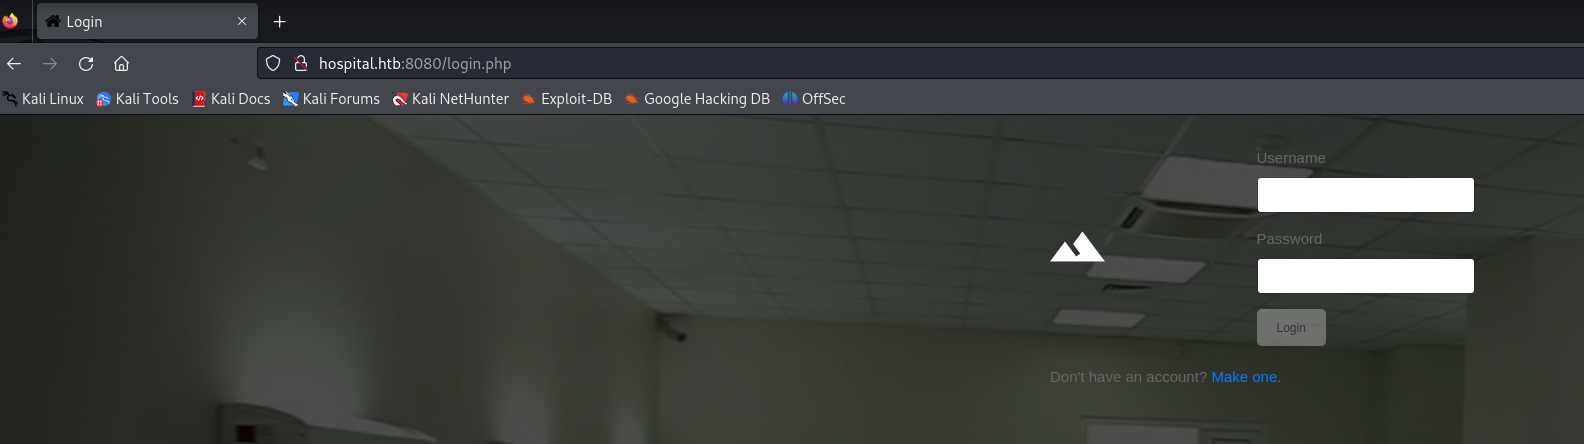 Login
hospital.htb:8080/login.php
Kali Linux Kali Tools Kali Docs Kali Forums Kali NetHunter Exploit-DB Google Hacking DB OffSec
Username
Password
Login
Don't have an account? Make one.